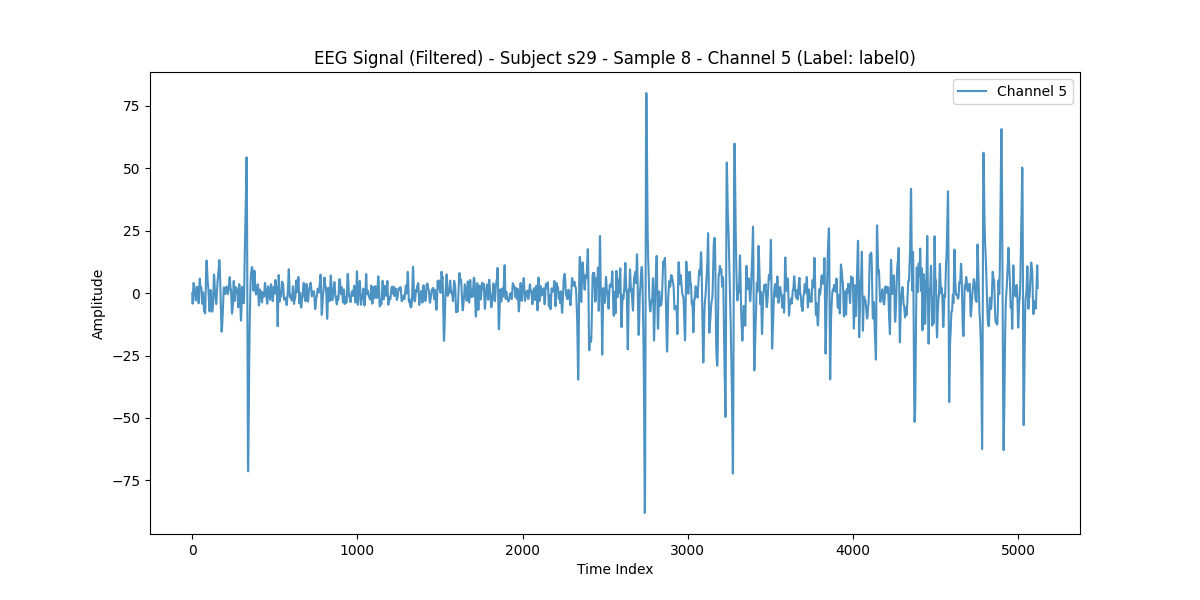 EEG Signal (Filtered) - Subject s29 - Sample 8 - Channel 5 (Label: label0)
Channel 5
75
50
25
0
−25
−50
−75
Amplitude
0 1000 2000 3000 4000 5000
Time Index